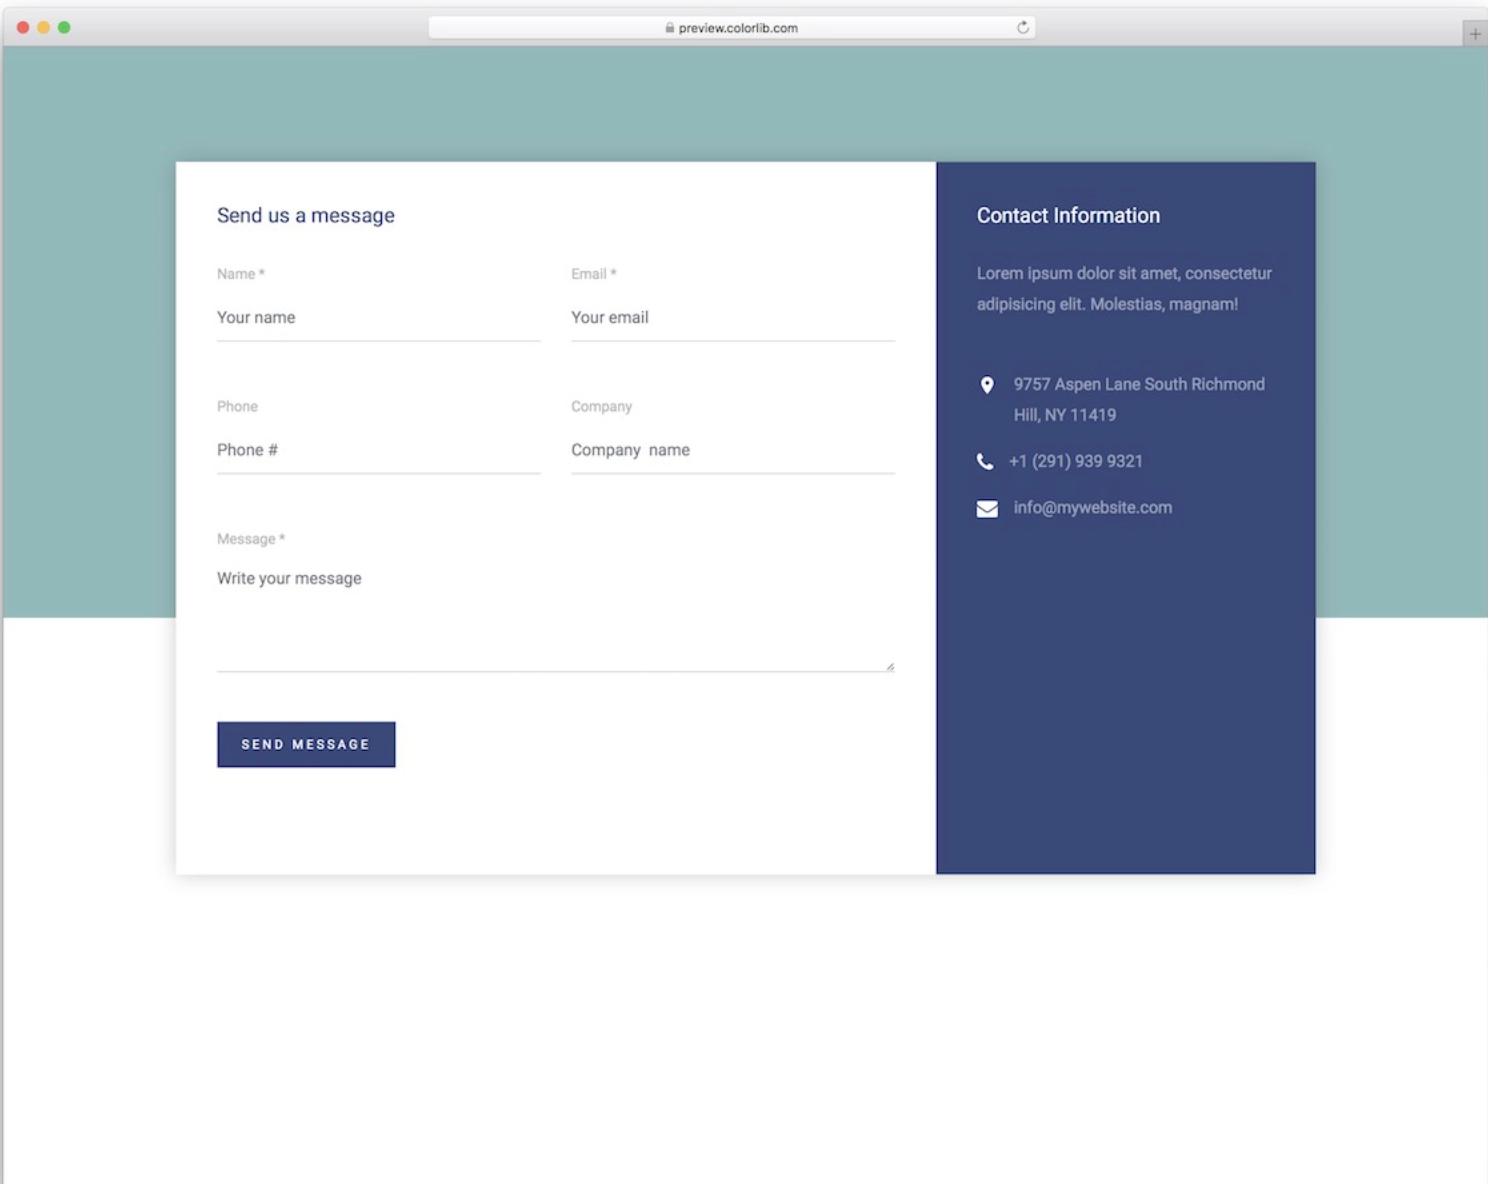 preview.colorlib.com
Send us a message
Name *
Email *
Your name
Your email
Phone
Company
Phone #
Company  name
Message *
Write your message
SEND MESSAGE
Contact Information
Lorem ipsum dolor sit amet, consectetur
adipisicing elit. Molestias, magnam!
9757 Aspen Lane South Richmond
Hill, NY 11419
+1 (291) 939 9321
info@mywebsite.com